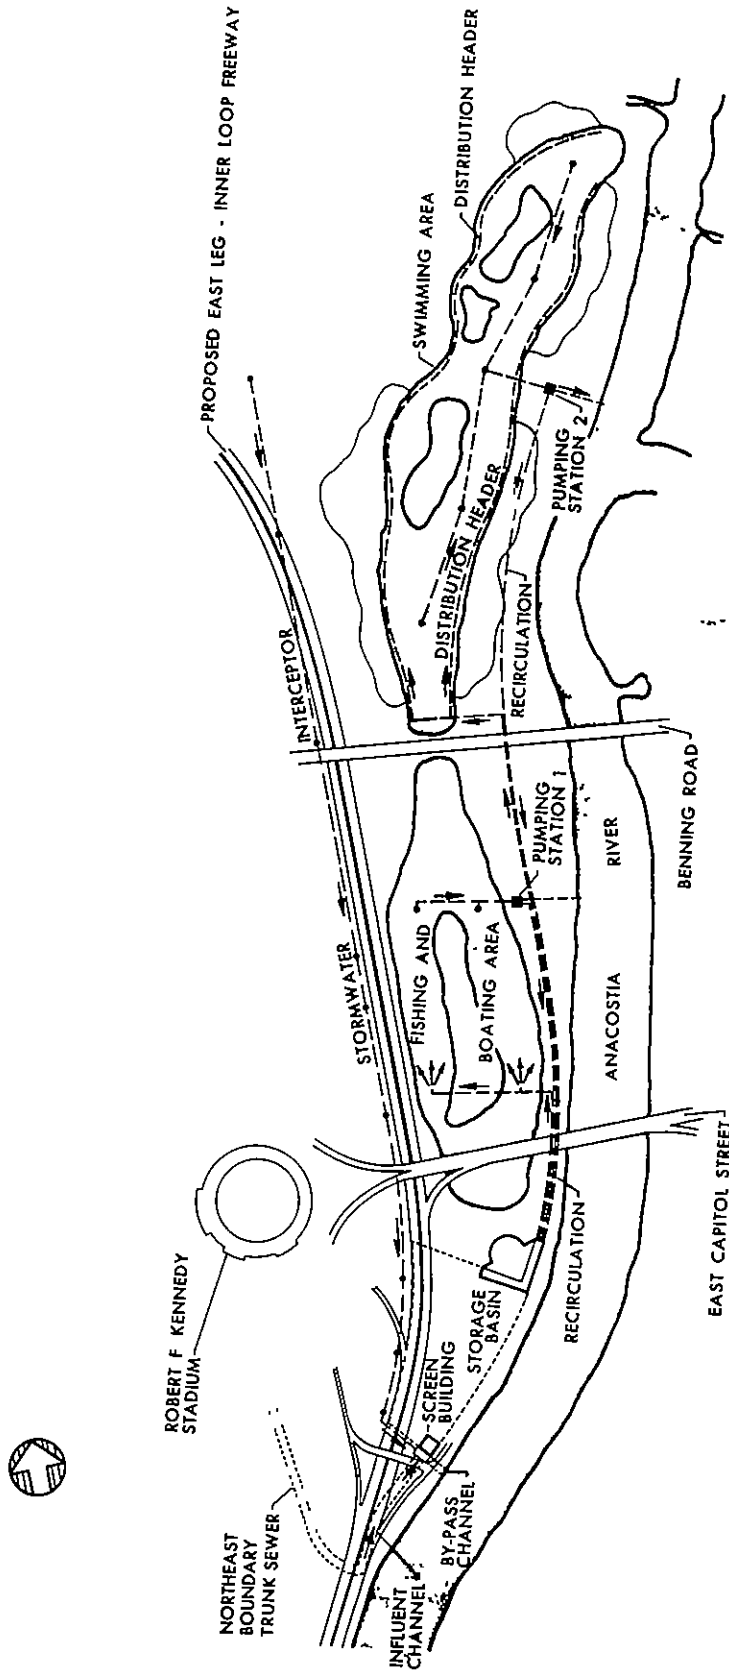 PROPOSED EAST LEG - INNER LOOP FREEWAY
DISTRIBUTION HEADER
SWIMMING AREA
INTERCEPTOR
DISTRIBUTION HEADER
PUMPING
STATION 2
RECIRCULATION
STORMWATER
FISHING AND
BOATING AREA
PUMPING
STATION 1
RIVER
ANACOSTIA
BENNING ROAD
ROBERT F KENNEDY
STADIUM
EAST CAPITOL STREET
RECIRCULATION
STORAGE
BASIN
SCREEN
BUILDING
NORTHEAST
BOUNDARY
TRUNK SEWER
BY-PASS
CHANNEL
INFLUENT
CHANNEL